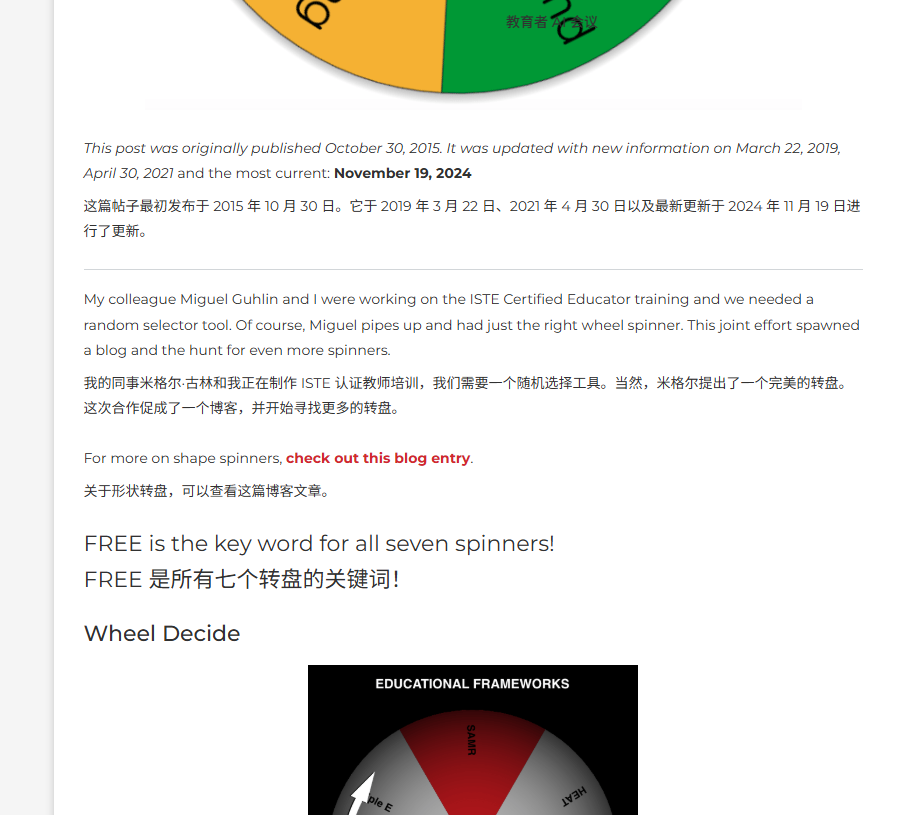 教育者 AI 会议
This post was originally published October 30, 2015. It was updated with new information on March 22, 2019,
April 30, 2021 and the most current: November 19, 2024
这篇帖子最初发布于 2015 年 10 月 30 日。它于 2019 年 3 月 22 日、2021 年 4 月 30 日以及最新更新于 2024 年 11 月 19 日进
行了更新。
My colleague Miguel Guhlin and I were working on the ISTE Certified Educator training and we needed a
random selector tool. Of course, Miguel pipes up and had just the right wheel spinner. This joint effort spawned
a blog and the hunt for even more spinners.
我的同事米格尔·古林和我正在制作 ISTE 认证教师培训，我们需要一个随机选择工具。当然，米格尔提出了一个完美的转盘。
这次合作促成了一个博客，并开始寻找更多的转盘。
For more on shape spinners, check out this blog entry.
关于形状转盘，可以查看这篇博客文章。
FREE is the key word for all seven spinners!
FREE 是所有七个转盘的关键词！
Wheel Decide
EDUCATIONAL FRAMEWORKS
SAMR
ple E
HEAT